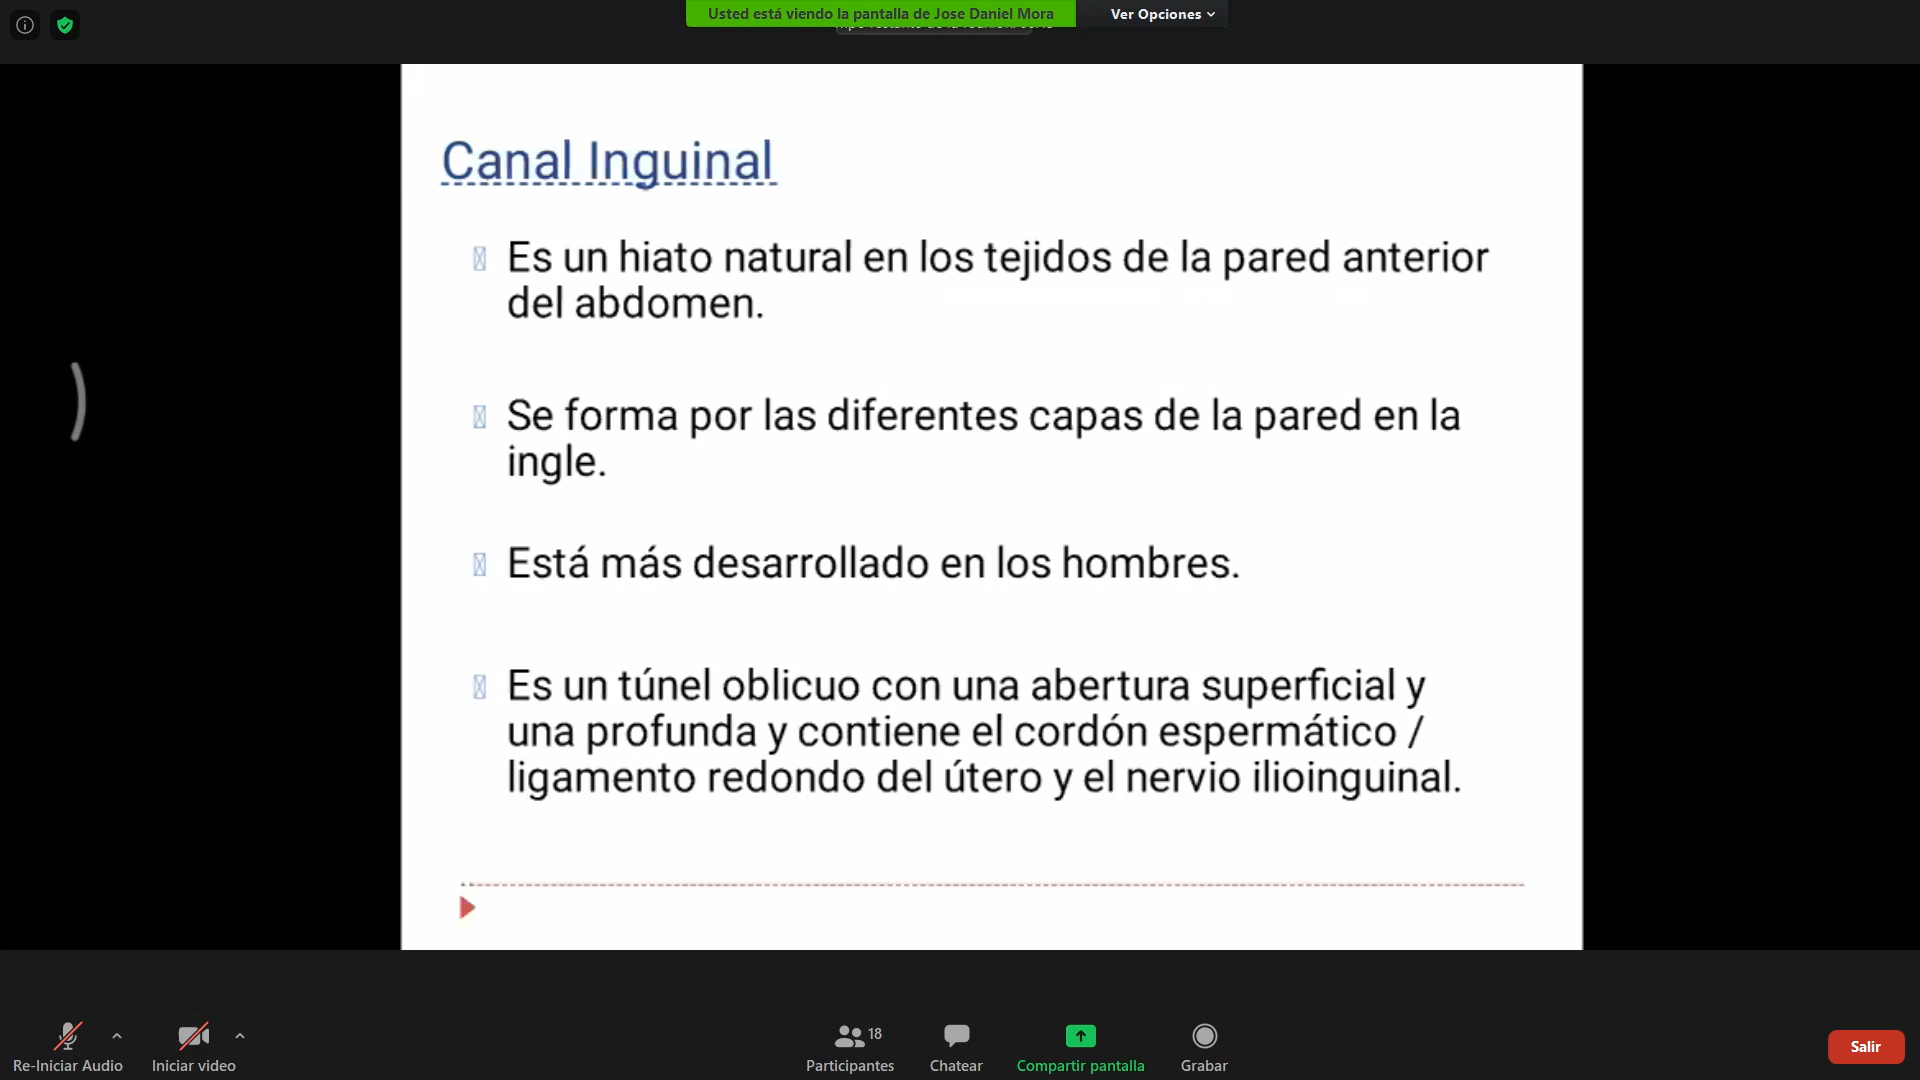 Usted está viendo la pantalla de Jose Daniel Mora
Ver Opciones
Canal Inguinal
Es un hiato natural en los tejidos de la pared anterior
del abdomen.
Se forma por las diferentes capas de la pared en la
ingle.
Está más desarrollado en los hombres.
Es un túnel oblicuo con una abertura superficial y
una profunda y contiene el cordón espermático /
ligamento redondo del útero y el nervio ilioinguinal.
18
Re-Iniciar Audio
Iniciar video
Participantes
Chatear
Compartir pantalla
Grabar
Salir